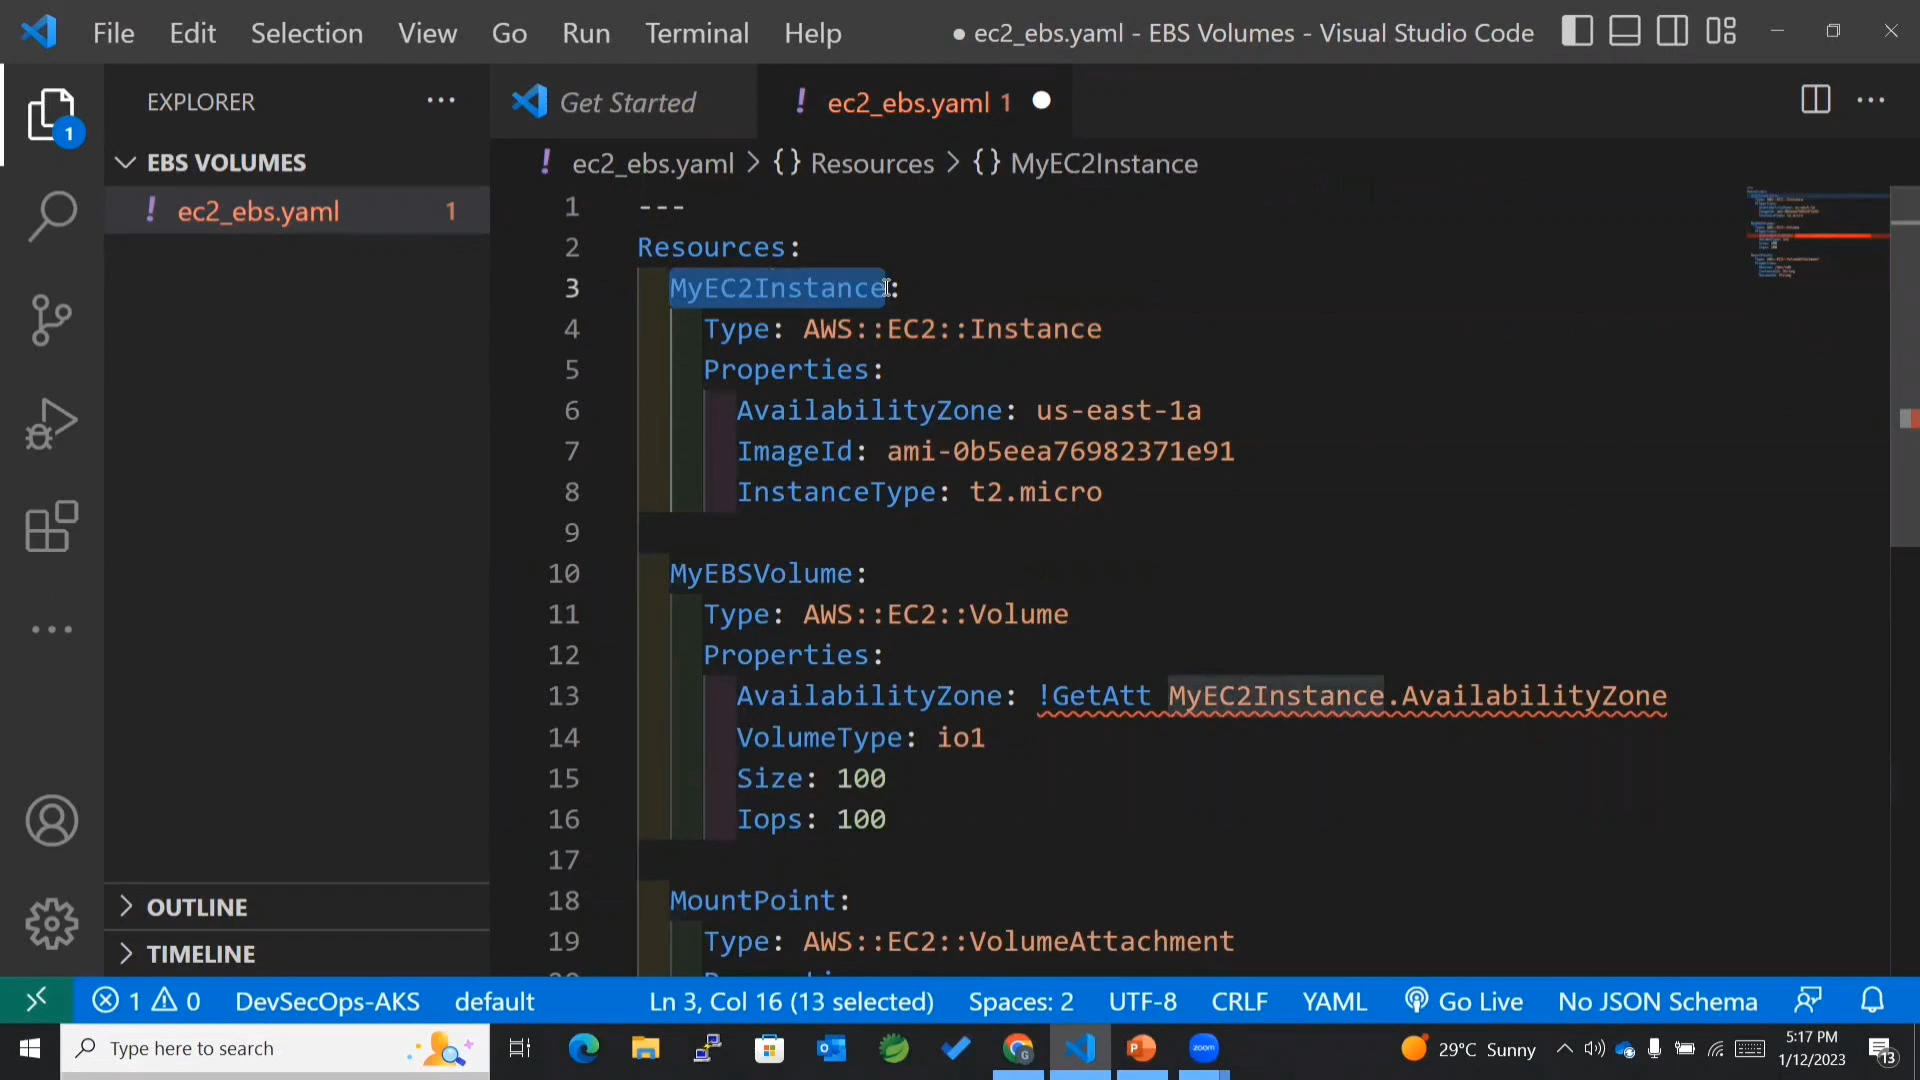 File Edit Selection View Go Run Terminal Help ● ec2_ebs.yaml - EBS Volumes - Visual Studio Code
EXPLORER ···
1
EBS VOLUMES
! ec2_ebs.yaml 1
OUTLINE
TIMELINE
Get Started ! ec2_ebs.yaml 1
! ec2_ebs.yaml > {} Resources > {} MyEC2Instance
1 ---
2 Resources:
3 MyEC2Instance:
4 Type: AWS::EC2::Instance
5 Properties:
6 AvailabilityZone: us-east-1a
7 ImageId: ami-0b5eea76982371e91
8 InstanceType: t2.micro
9
10 MyEBSVolume:
11 Type: AWS::EC2::Volume
12 Properties:
13 AvailabilityZone: !GetAtt MyEC2Instance.AvailabilityZone
14 VolumeType: io1
15 Size: 100
16 Iops: 100
17
18 MountPoint:
19 Type: AWS::EC2::VolumeAttachment
1 0 DevSecOps-AKS default Ln 3, Col 16 (13 selected) Spaces: 2 UTF-8 CRLF YAML Go Live No JSON Schema
Type here to search zoom 29°C Sunny 5:17 PM
1/12/2023 13